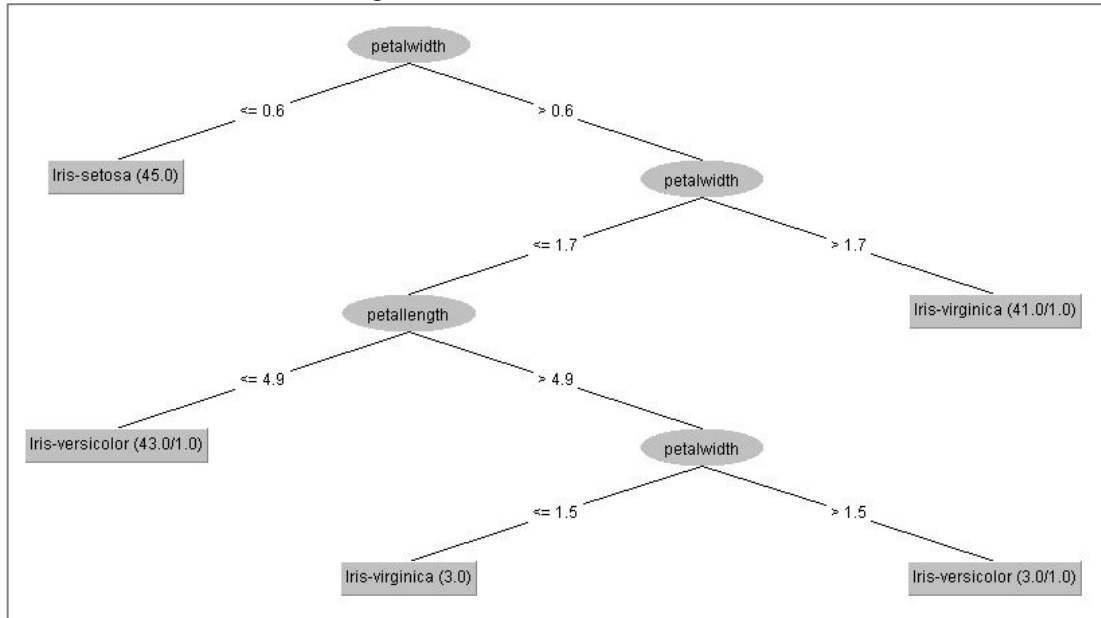 petalwidth
<= 0.6
> 0.6
Iris-setosa (45.0)
petalwidth
<= 1.7
> 1.7
petallength
Iris-virginica (41.0/1.0)
<= 4.9
> 4.9
Iris-versicolor (43.0/1.0)
petalwidth
<= 1.5
> 1.5
Iris-virginica (3.0)
Iris-versicolor (3.0/1.0)